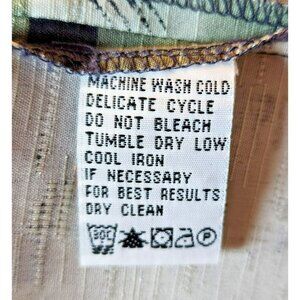 MACHINE WASH COLD
DELICATE CYCLE
DO NOT BLEACH
TUMBLE DRY LOW
COOL IRON
IF NECESSARY
FOR BEST RESULTS
DRY CLEAN
30C P